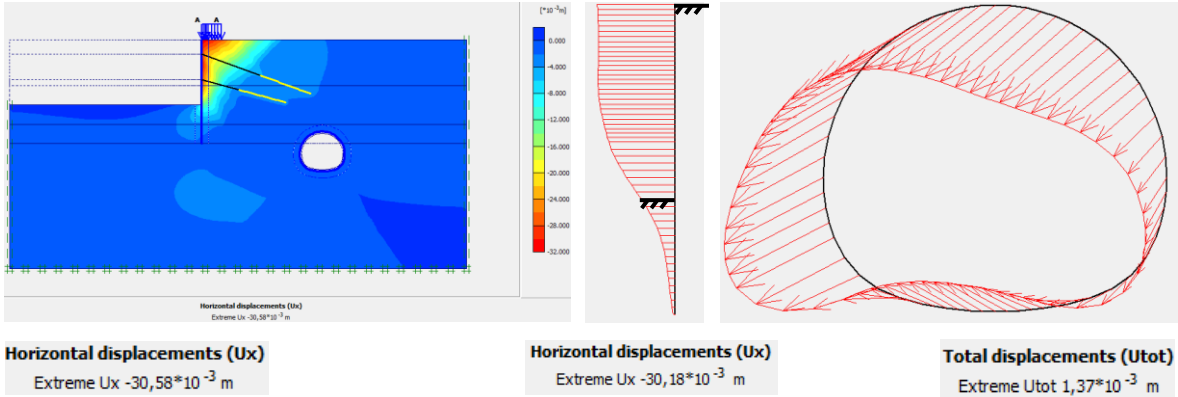 A A
[*10 -3 m]
0.000
-4.000
-8.000
-12.000
-16.000
-20.000
-24.000
-28.000
-32.000
Horizontal displacements (Ux)
Extreme Ux -30,58*10 -3 m
Horizontal displacements (Ux)
Extreme Ux -30,58*10 -3 m
Horizontal displacements (Ux)
Extreme Ux -30,18*10 -3 m
Total displacements (Utot)
Extreme Utot 1,37*10 -3 m